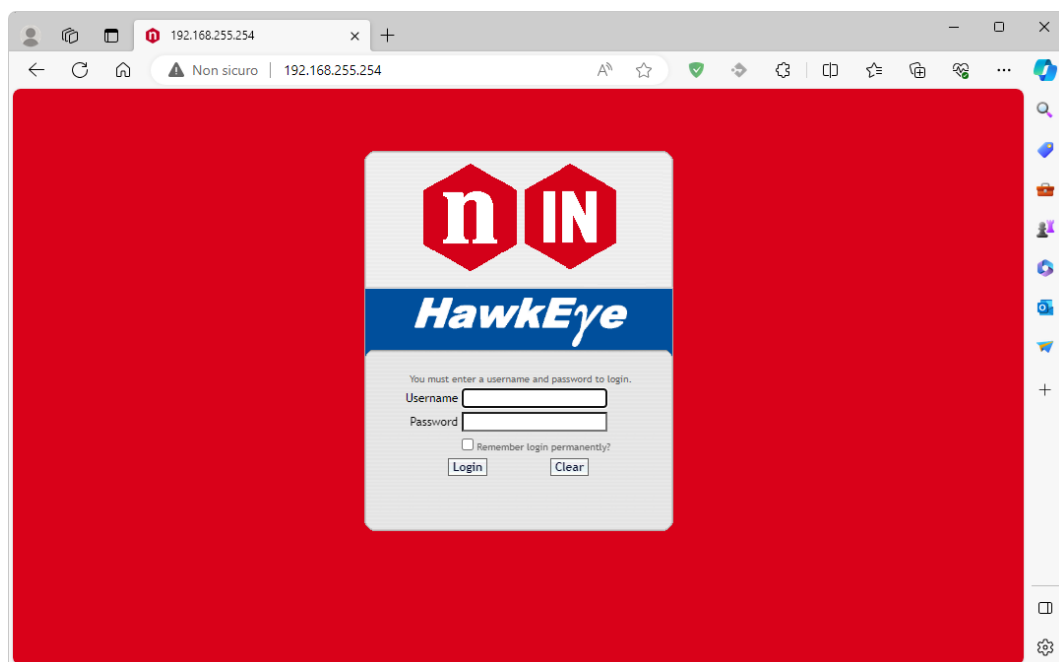 192.168.255.254
Non sicuro | 192.168.255.254
n IN
HawkEγe
You must enter a username and password to login.
Username
Password
Remember login permanently?
Login Clear